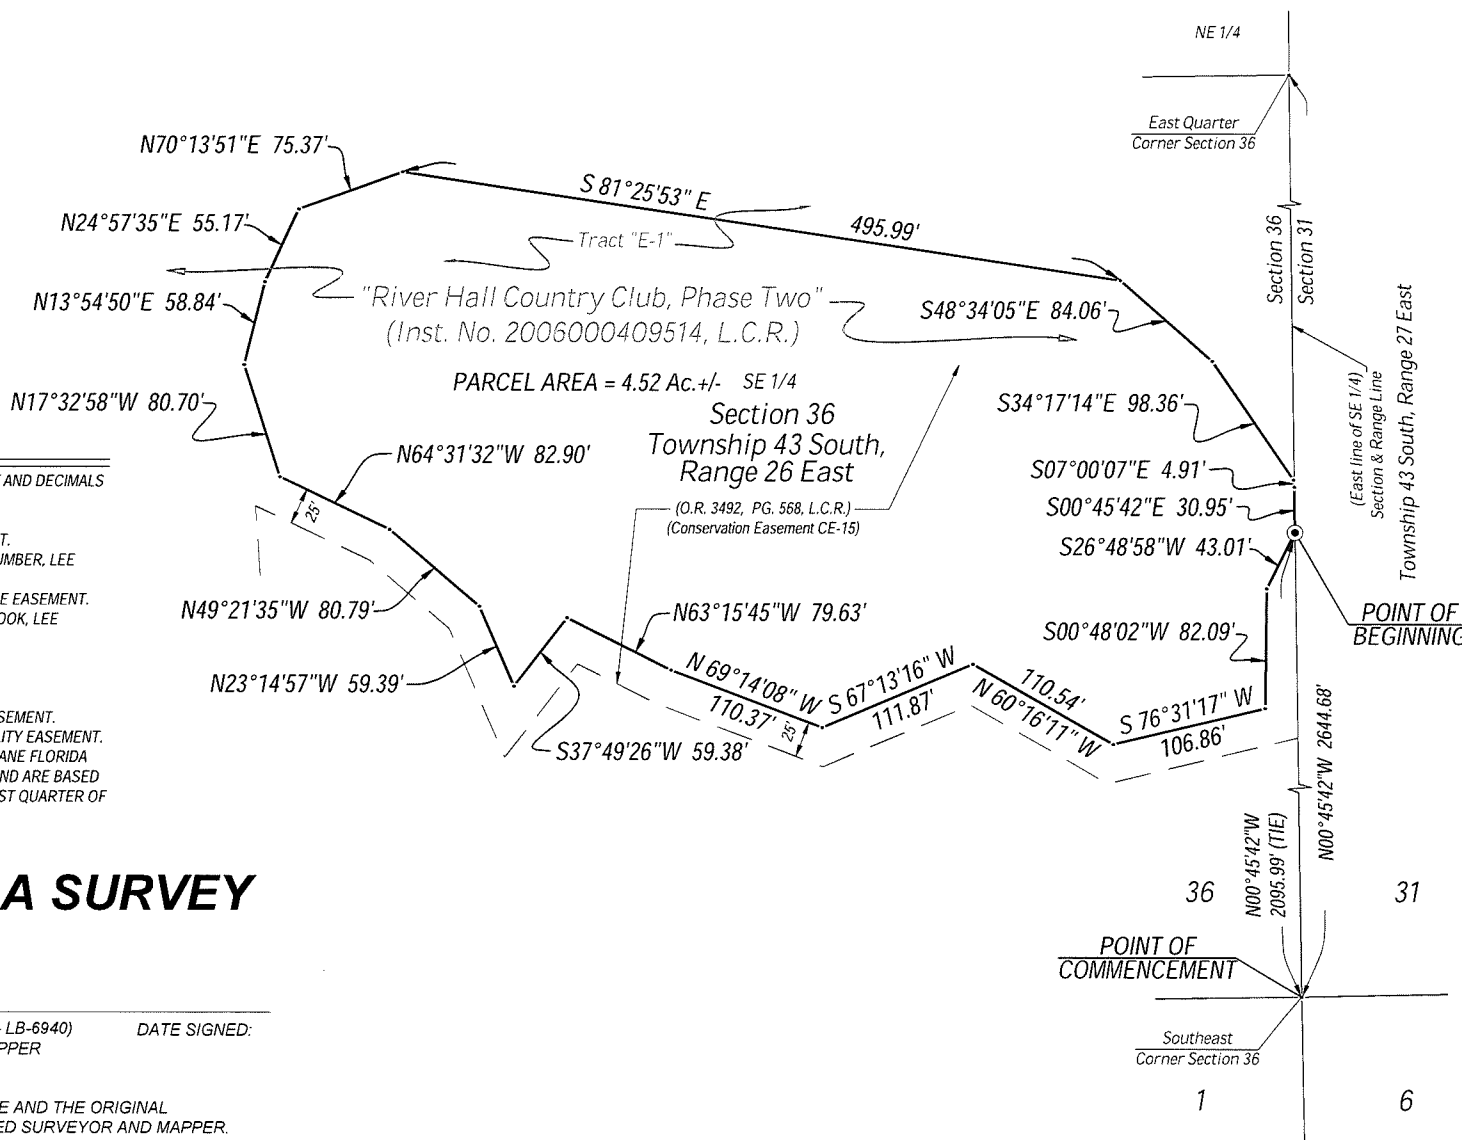 NE 1/4
East Quarter
Corner Section 36
N70°13'51"E 75.37'
S 81°25'53" E
495.99'
N24°57'35"E 55.17'
Tract "E-1"
Section 36
Section 31
N13°54'50"E 58.84'
"River Hall Country Club, Phase Two"
(Inst. No. 2006000409514, L.C.R.)
S48°34'05"E 84.06'
PARCEL AREA = 4.52 Ac.+/- SE 1/4
N17°32'58"W 80.70'
Section 36
Township 43 South,
Range 26 East
S34°17'14"E 98.36'
(East line of SE 1/4)
Section & Range Line
Township 43 South, Range 27 East
N64°31'32"W 82.90'
S07°00'07"E 4.91'
AND DECIMALS
25'
(O.R. 3492, PG. 568, L.C.R.)
(Conservation Easement CE-15)
S00°45'42"E 30.95'
T.
UMBER, LEE
S26°48'58"W 43.01'
E EASEMENT.
OOK, LEE
N49°21'35"W 80.79'
N63°15'45"W 79.63'
POINT OF
BEGINNING
S00°48'02"W 82.09'
N23°14'57"W 59.39'
N 69°14'08" W
110.37'
25'
S 67°13'16" W
111.87'
110.54'
N 60°16'11" W
S 76°31'17" W
106.86'
SEMENT.
ITY EASEMENT.
ANE FLORIDA
ND ARE BASED
ST QUARTER OF
S37°49'26"W 59.38'
N00°45'42"W 2644.68'
N00°45'42"W
2095.99' (TIE)
A SURVEY
36
31
POINT OF
COMMENCEMENT
LB-6940)
PPER
DATE SIGNED:
Southeast
Corner Section 36
1
6
E AND THE ORIGINAL
ED SURVEYOR AND MAPPER.